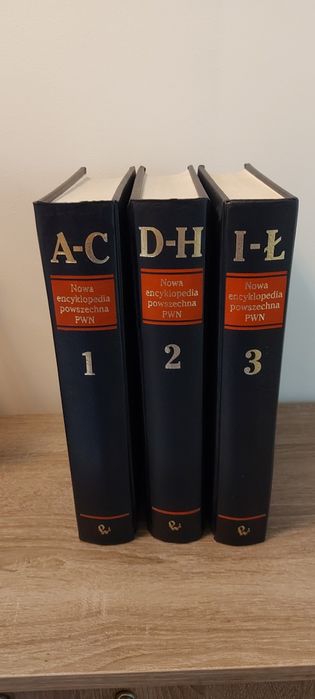 A-C
Nowa
encyklopedia
powszechna
PWN
1
D-H
Nowa
encyklopedia
powszechna
PWN
2
I-Ł
Nowa
encyklopedia
powszechna
PWN
3